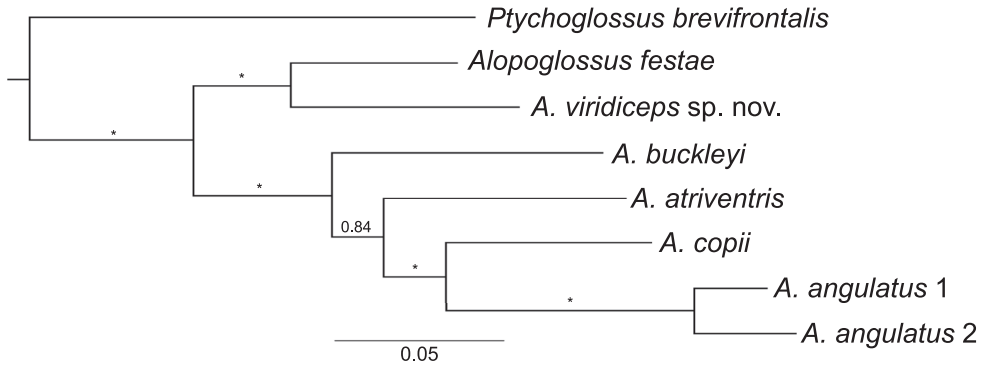 Ptychoglossus brevifrontalis
Alopoglossus festae
*
A. viridiceps sp. nov.
*
A. buckleyi
*
A. atriventris
0.84
A. copii
*
A. angulatus 1
*
A. angulatus 2
0.05